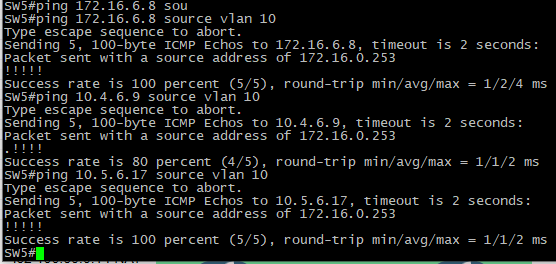 SW5#ping 172.16.6.8 sou
SW5#ping 172.16.6.8 source vlan 10
Type escape sequence to abort.
Sending 5, 100-byte ICMP Echos to 172.16.6.8, timeout is 2 seconds:
Packet sent with a source address of 172.16.0.253
!!!!!
Success rate is 100 percent (5/5), round-trip min/avg/max = 1/2/4 ms
SW5#ping 10.4.6.9 source vlan 10
Type escape sequence to abort.
Sending 5, 100-byte ICMP Echos to 10.4.6.9, timeout is 2 seconds:
Packet sent with a source address of 172.16.0.253
.!!!!
Success rate is 80 percent (4/5), round-trip min/avg/max = 1/1/2 ms
SW5#ping 10.5.6.17 source vlan 10
Type escape sequence to abort.
Sending 5, 100-byte ICMP Echos to 10.5.6.17, timeout is 2 seconds:
Packet sent with a source address of 172.16.0.253
!!!!!
Success rate is 100 percent (5/5), round-trip min/avg/max = 1/1/2 ms
SW5#